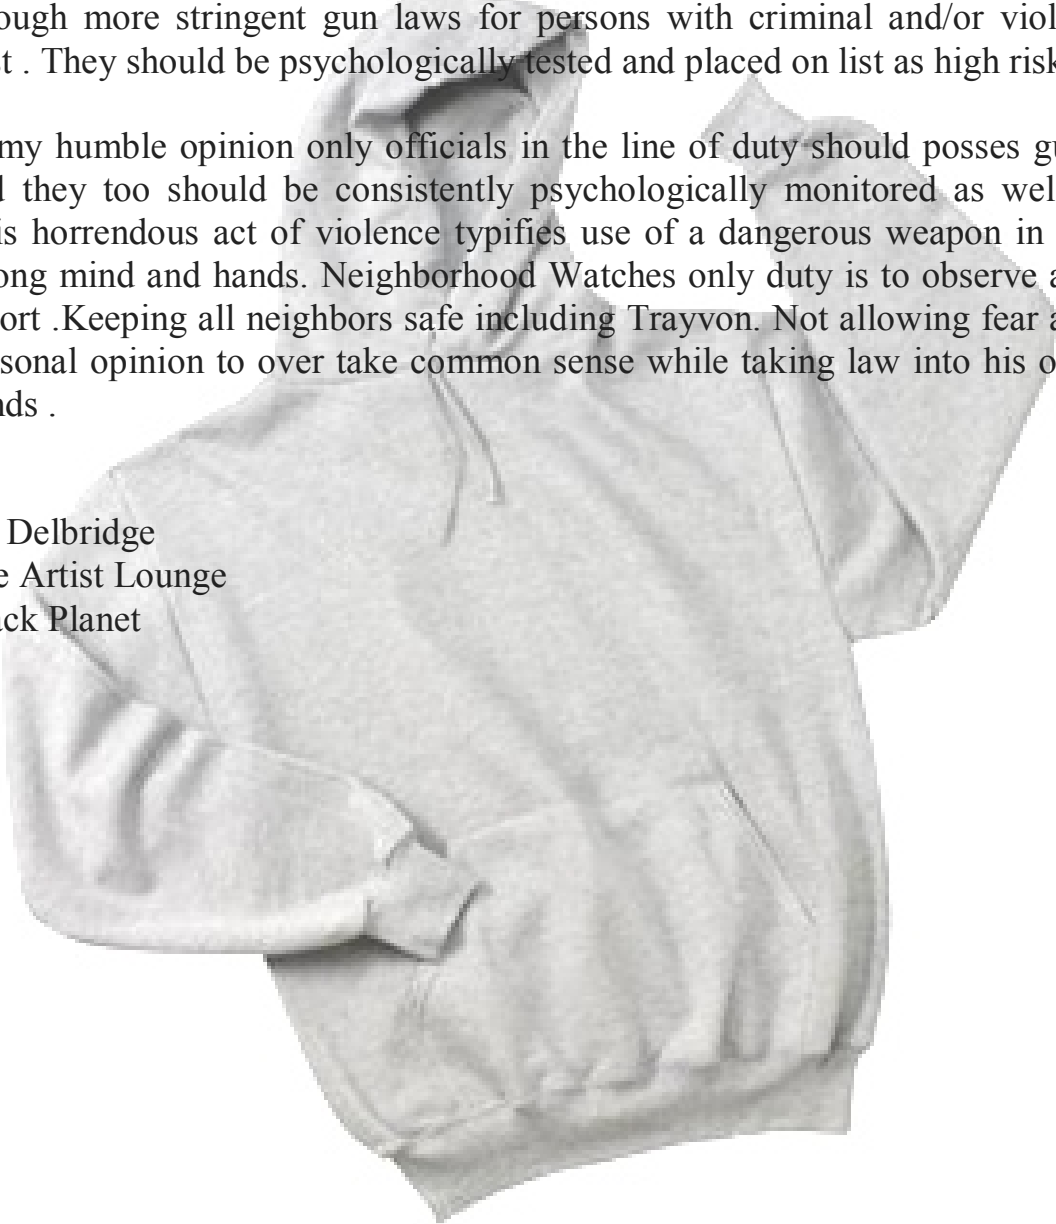 ough more stringent gun laws for persons with criminal and/or viol
t . They should be psychologically tested and placed on list as high risk
my humble opinion only officials in the line of duty should posses gu
d they too should be consistently psychologically monitored as wel
is horrendous act of violence typifies use of a dangerous weapon in
ong mind and hands. Neighborhood Watches only duty is to observe a
ort .Keeping all neighbors safe including Trayvon. Not allowing fear a
sonal opinion to over take common sense while taking law into his o
nds .
Delbridge
e Artist Lounge
ack Planet